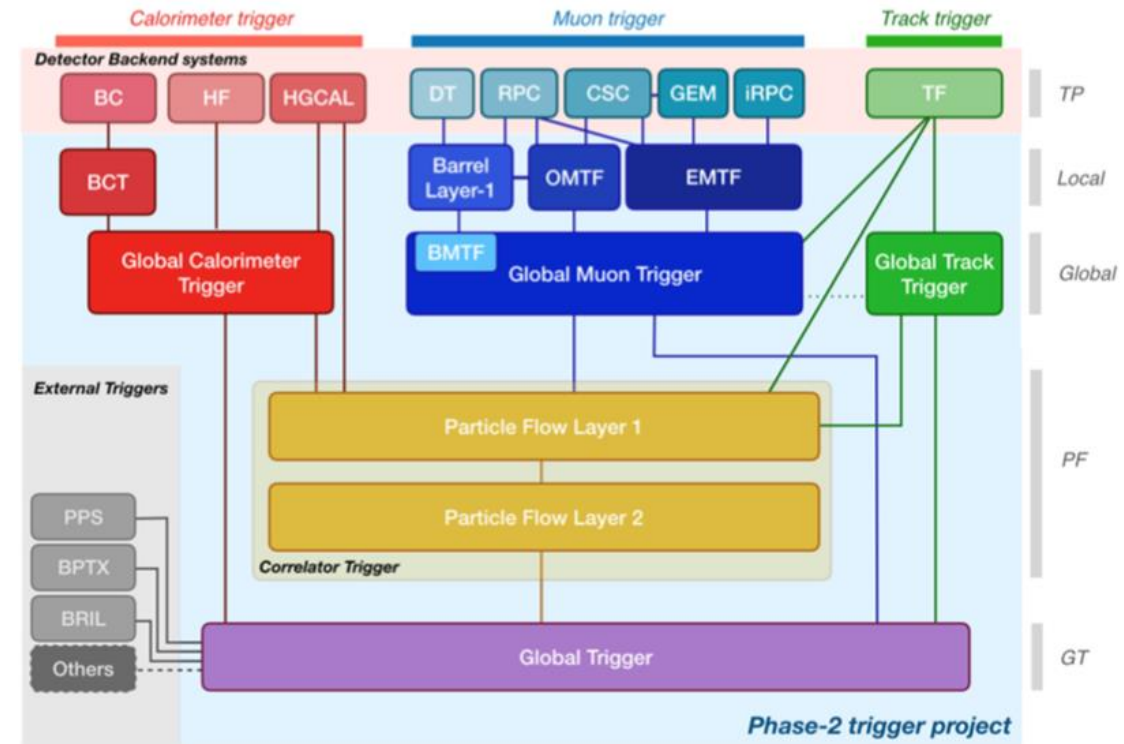 Calorimeter trigger
Muon trigger
Track trigger
Detector Backend systems
BC
HF
HGCAL
DT
RPC
CSC
GEM
iRPC
TF
TP
BCT
Barrel
Layer-1
OMTF
EMTF
Local
Global Calorimeter
Trigger
BMTF
Global Muon Trigger
Global Track
Trigger
Global
External Triggers
Particle Flow Layer 1
PF
Particle Flow Layer 2
Correlator Trigger
PPS
BPTX
BRIL
Others
Global Trigger
GT
Phase-2 trigger project